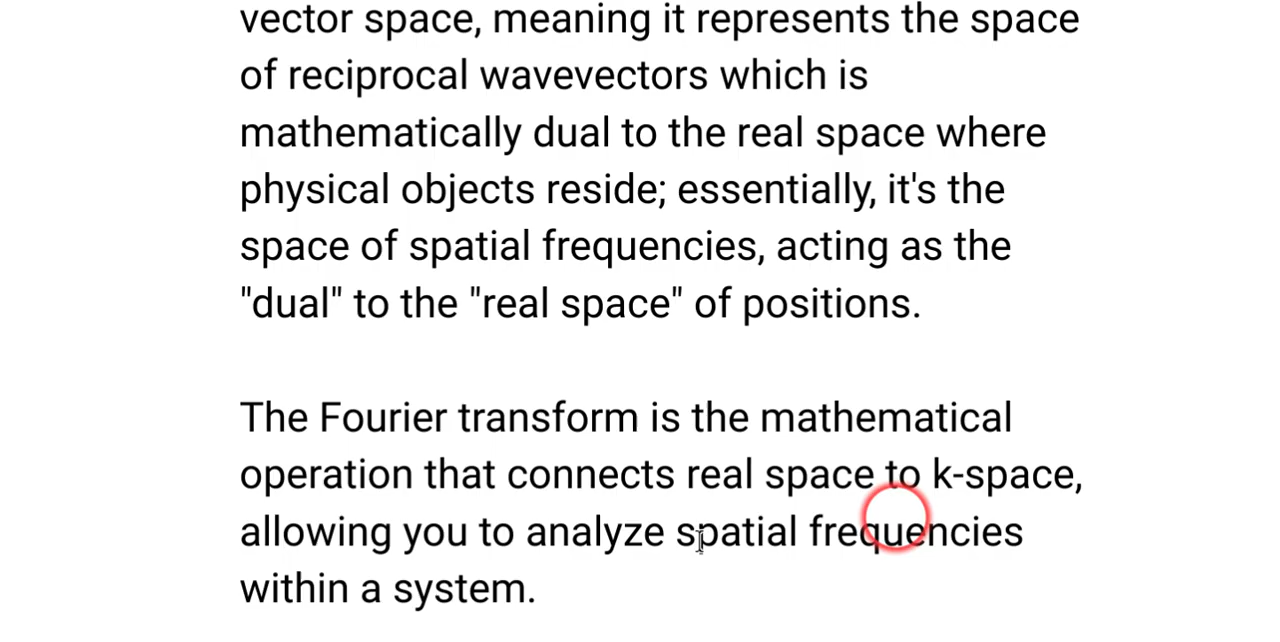 vector space, meaning it represents the space
of reciprocal wavevectors which is
mathematically dual to the real space where
physical objects reside; essentially, it's the
space of spatial frequencies, acting as the
"dual" to the "real space" of positions.
The Fourier transform is the mathematical
operation that connects real space to k-space,
allowing you to analyze spatial frequencies
within a system.